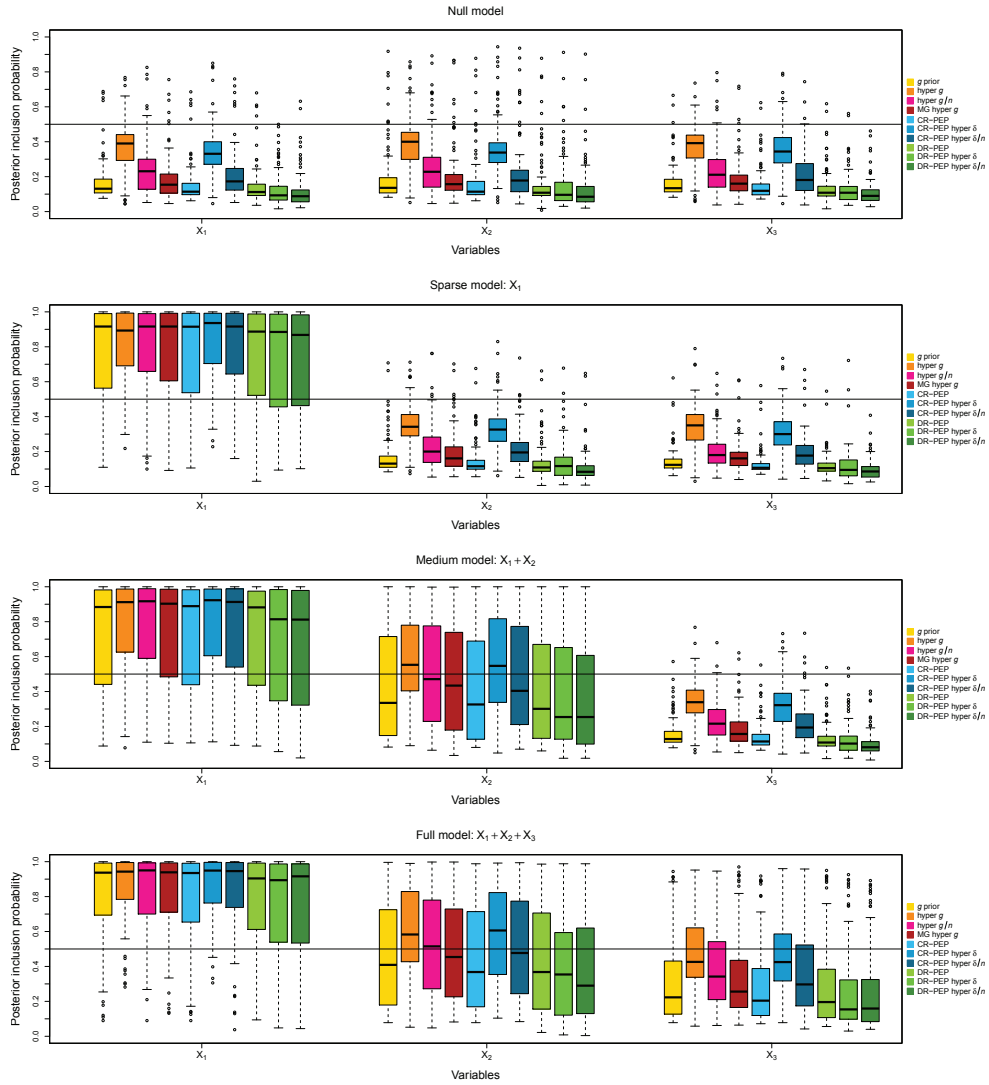 Null model
Posterior inclusion probability
1.0
0.8
0.6
0.4
0.2
0.0
X1
X2
X3
Variables
g prior
hyper g
hyper g/n
MG hyper g
CR−PEP
CR−PEP hyper δ
CR−PEP hyper δ/n
DR−PEP
DR−PEP hyper δ
DR−PEP hyper δ/n
Sparse model: X1
Posterior inclusion probability
1.0
0.8
0.6
0.4
0.2
0.0
X1
X2
X3
Variables
g prior
hyper g
hyper g/n
MG hyper g
CR−PEP
CR−PEP hyper δ
CR−PEP hyper δ/n
DR−PEP
DR−PEP hyper δ
DR−PEP hyper δ/n
Medium model: X1 + X2
Posterior inclusion probability
1.0
0.8
0.6
0.4
0.2
0.0
X1
X2
X3
Variables
g prior
hyper g
hyper g/n
MG hyper g
CR−PEP
CR−PEP hyper δ
CR−PEP hyper δ/n
DR−PEP
DR−PEP hyper δ
DR−PEP hyper δ/n
Full model: X1 + X2 + X3
Posterior inclusion probability
1.0
0.8
0.6
0.4
0.2
0.0
X1
X2
X3
Variables
g prior
hyper g
hyper g/n
MG hyper g
CR−PEP
CR−PEP hyper δ
CR−PEP hyper δ/n
DR−PEP
DR−PEP hyper δ
DR−PEP hyper δ/n